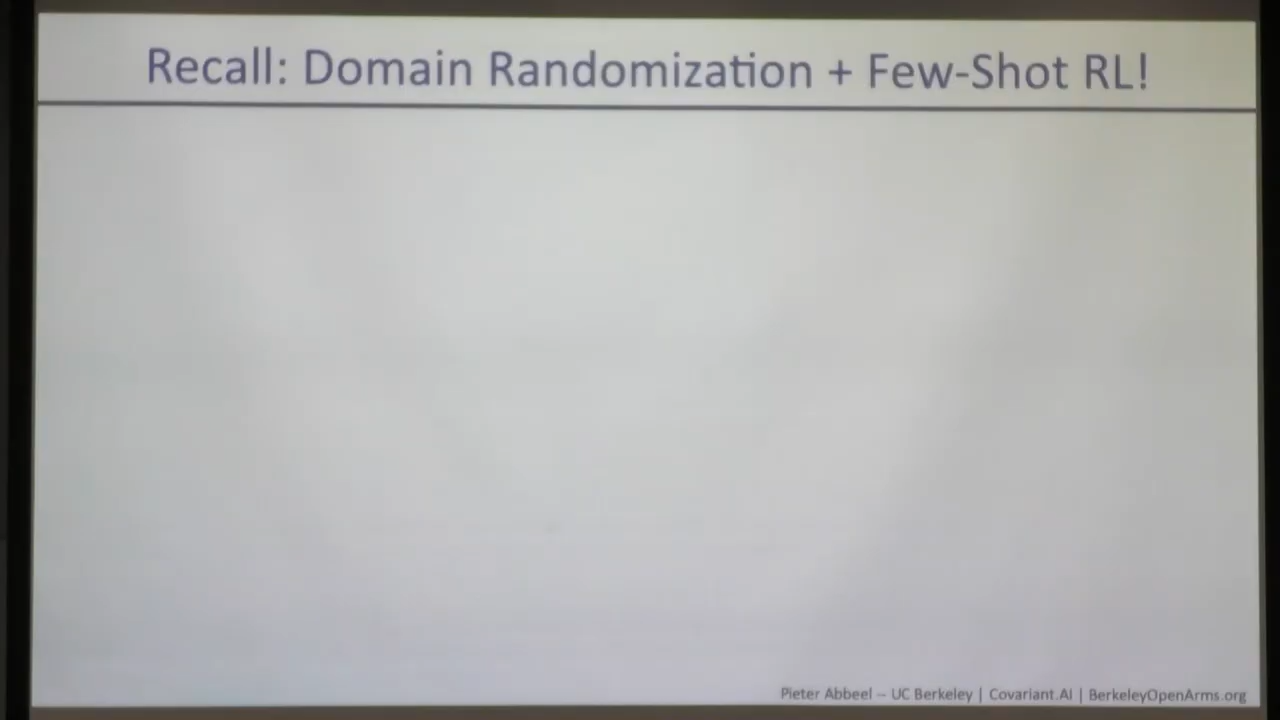 Recall: Domain Randomization + Few-Shot RL!
Pieter Abbeel -- UC Berkeley | Covariant.AI | BerkeleyOpenArms.org